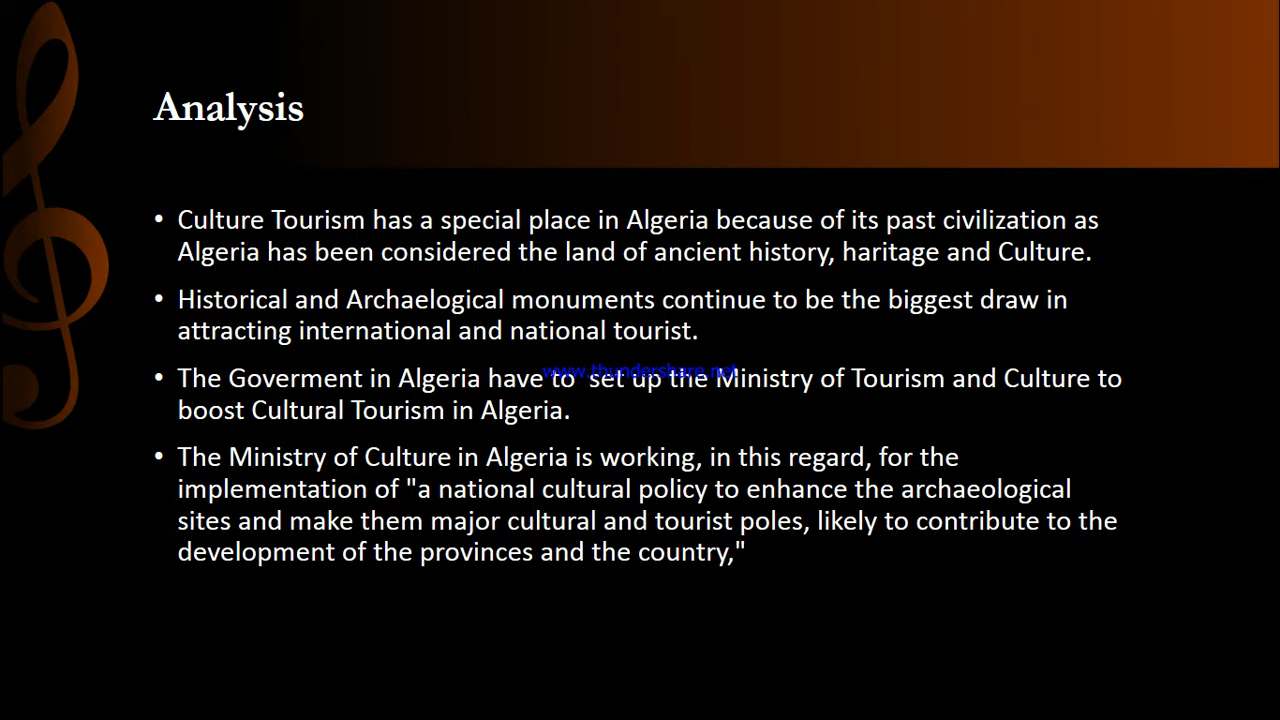 Analysis
• Culture Tourism has a special place in Algeria because of its past civilization as
Algeria has been considered the land of ancient history, haritage and Culture.
• Historical and Archaelogical monuments continue to be the biggest draw in
attracting international and national tourist.
www.thundershare.net
• The Goverment in Algeria have to set up the Ministry of Tourism and Culture to
boost Cultural Tourism in Algeria.
• The Ministry of Culture in Algeria is working, in this regard, for the
implementation of "a national cultural policy to enhance the archaeological
sites and make them major cultural and tourist poles, likely to contribute to the
development of the provinces and the country,"